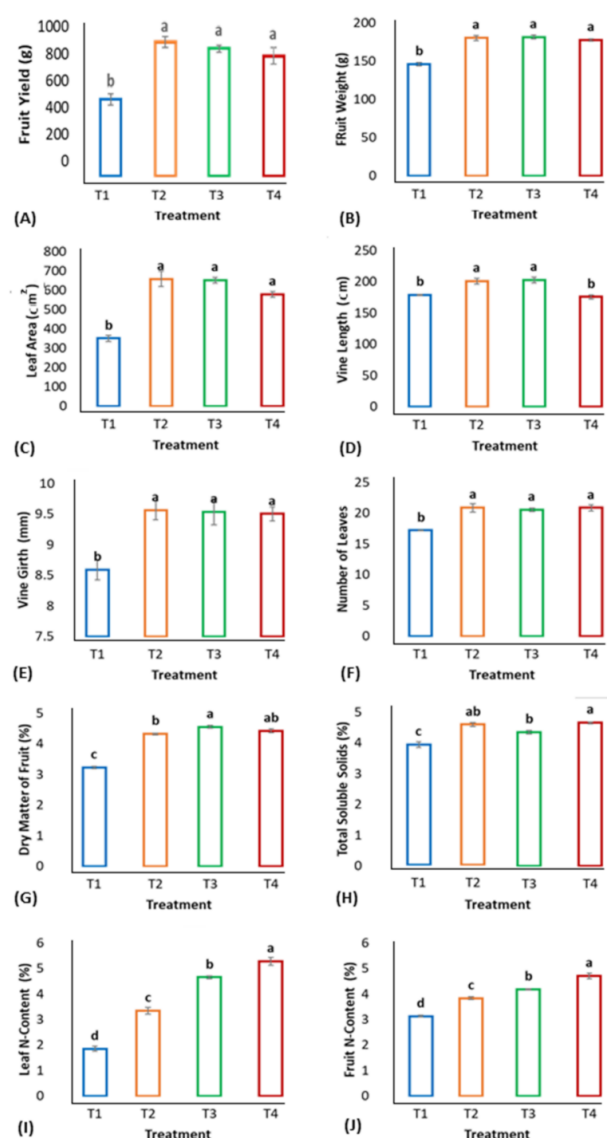 Fruit Yield (g)
1000
800
600
400
200
0
b
a
a
a
T1 T2 T3 T4
(A)
Treatment
FRuit Weight (g)
200
150
100
50
0
b
a
a
a
T1 T2 T3 T4
(B)
Treatment
Leaf Area (cm²)
800
700
600
500
400
300
200
100
0
b
a
a
a
T1 T2 T3 T4
(C)
Treatment
Vine Length (cm)
250
200
150
100
50
0
b
a
a
b
T1 T2 T3 T4
(D)
Treatment
Vine Girth (mm)
10
9.5
9
8.5
8
7.5
b
a
a
a
T1 T2 T3 T4
(E)
Treatment
Number of Leaves
25
20
15
10
5
0
b
a
a
a
T1 T2 T3 T4
(F)
Treatment
Dry Matter of Fruit (%)
5
4
3
2
1
0
c
b
a
ab
T1 T2 T3 T4
(G)
Treatment
Total Soluble Solids (%)
5
4
3
2
1
0
c
ab
b
a
T1 T2 T3 T4
(H)
Treatment
Leaf N-Content (%)
6
5
4
3
2
1
0
d
c
b
a
T1 T2 T3 T4
(I)
Treatment
Fruit N-Content (%)
6
5
4
3
2
1
0
d
c
b
a
T1 T2 T3 T4
(J)
Treatment